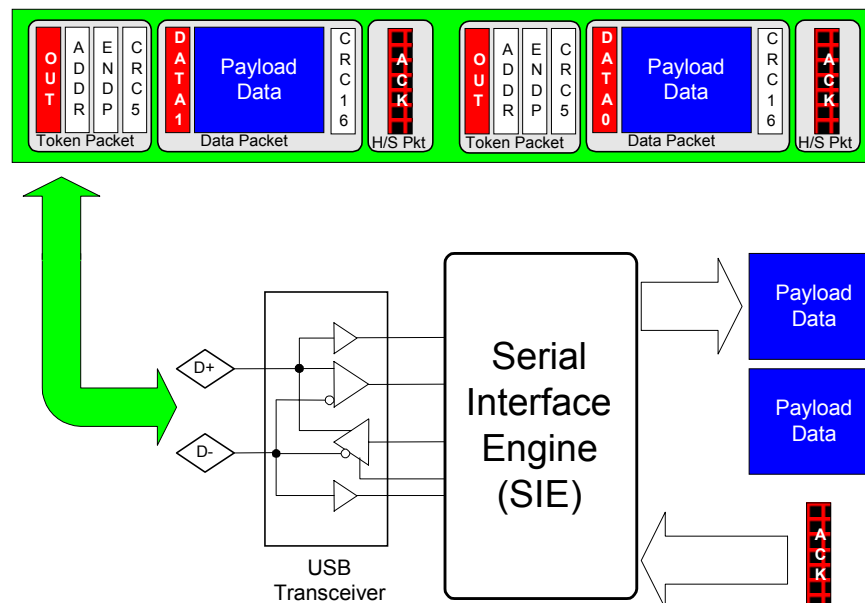 OUT
ADDR
ENDP
CRC5
Token Packet
DATA1
Payload
Data
CRC16
Data Packet
ACK
H/S Pkt
OUT
ADDR
ENDP
CRC5
Token Packet
DATA0
Payload
Data
CRC16
Data Packet
ACK
H/S Pkt
D+
D-
USB
Transceiver
Serial
Interface
Engine
(SIE)
Payload
Data
Payload
Data
ACK